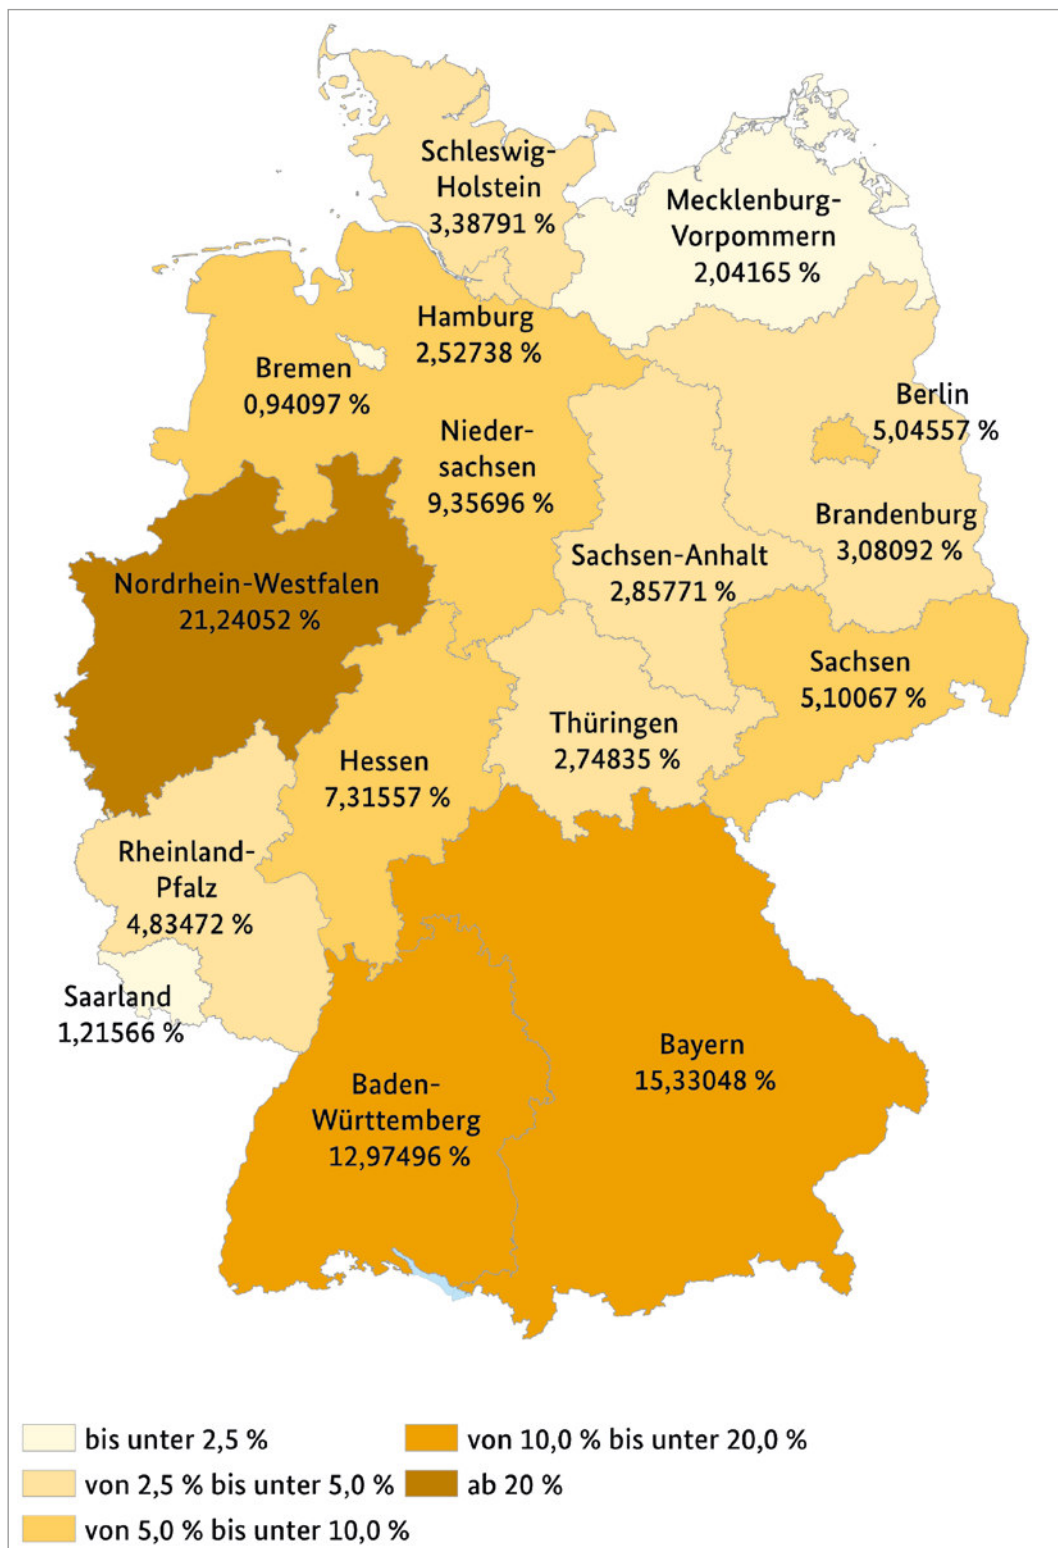 Schleswig-
Holstein
3,38791 %
Mecklenburg-
Vorpommern
2,04165 %
Hamburg
2,52738 %
Bremen
0,94097 %
Berlin
5,04557 %
Nieder-
sachsen
9,35696 %
Brandenburg
3,08092 %
Sachsen-Anhalt
2,85771 %
Nordrhein-Westfalen
21,24052 %
Sachsen
5,10067 %
Thüringen
2,74835 %
Hessen
7,31557 %
Rheinland-
Pfalz
4,83472 %
Saarland
1,21566 %
Bayern
15,33048 %
Baden-
Württemberg
12,97496 %
bis unter 2,5 %
von 2,5 % bis unter 5,0 %
von 5,0 % bis unter 10,0 %
von 10,0 % bis unter 20,0 %
ab 20 %